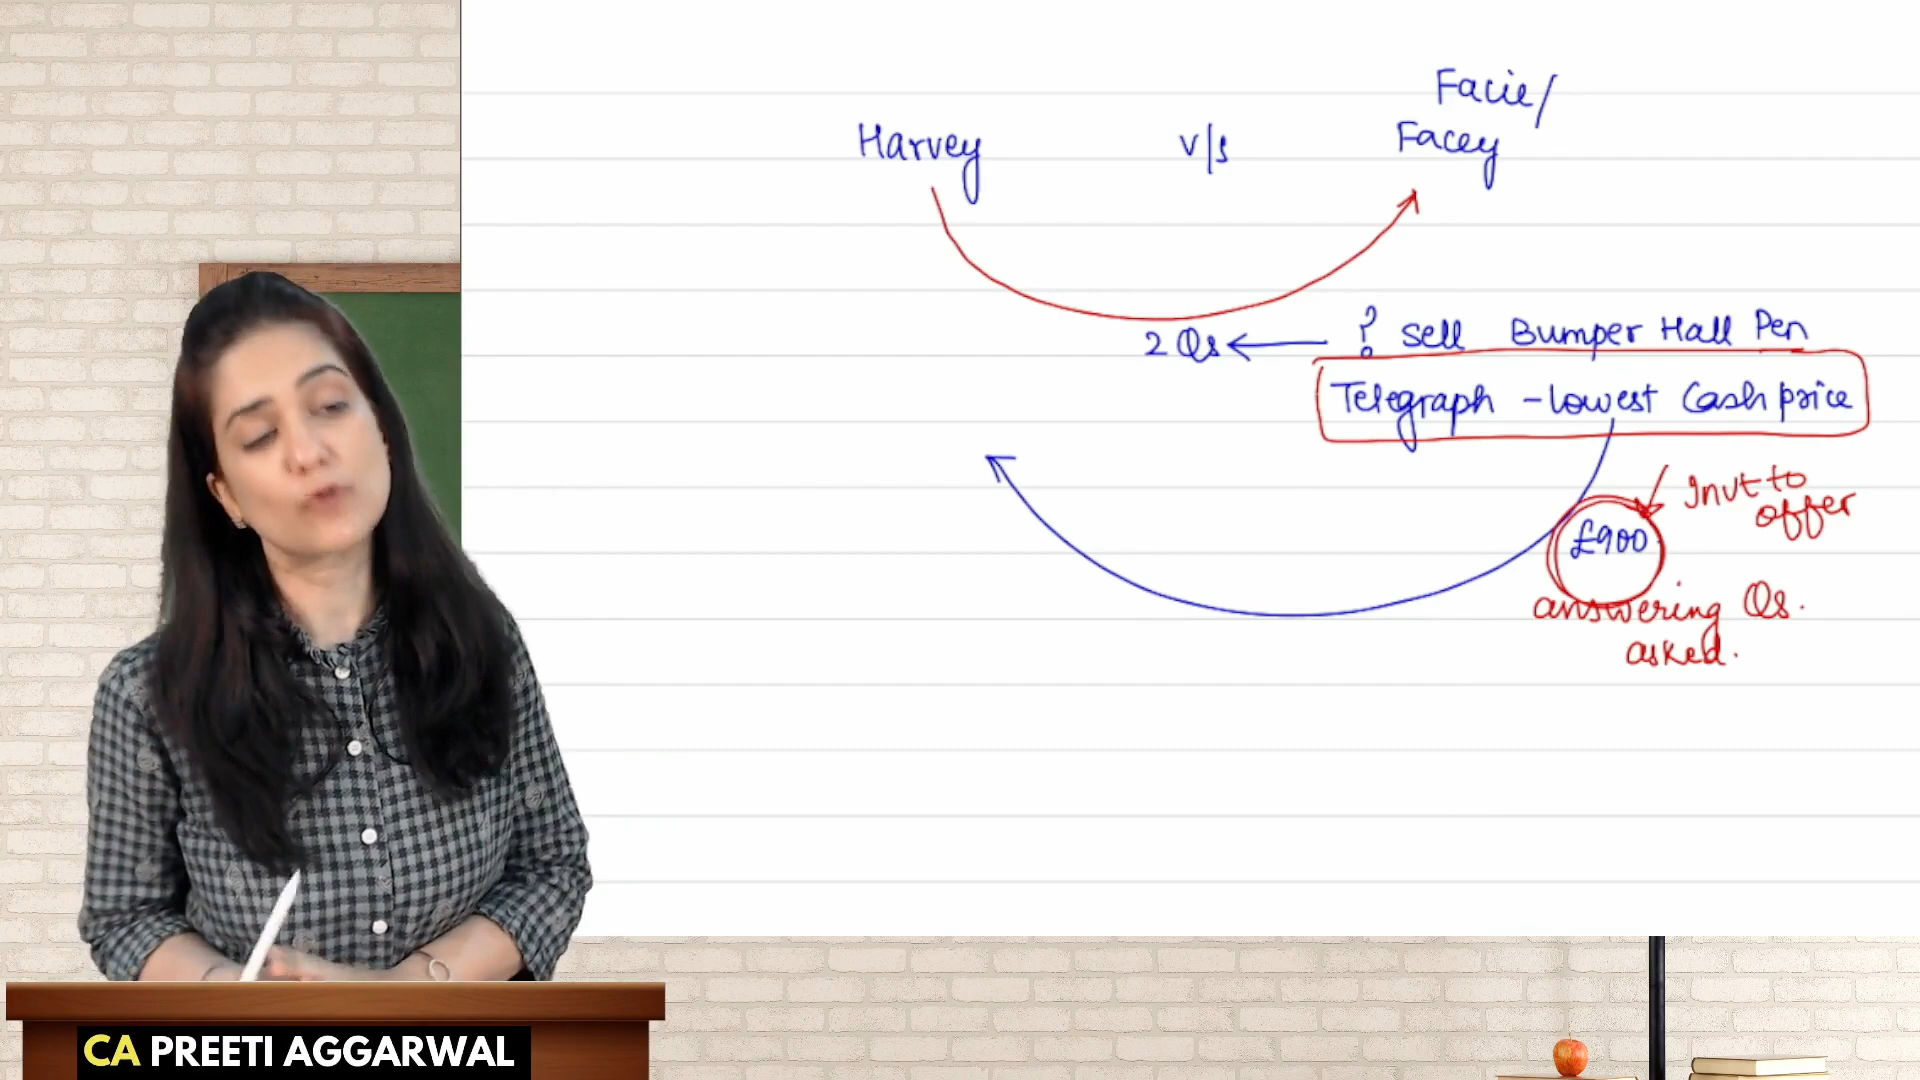 Facie/
Harvey v/s Facey
2 Qs ← ? Sell Bumper Hall Pen
Telegraph - lowest Cash price
Invt to
offer
£900
answering Qs.
asked.
CA PREETI AGGARWAL